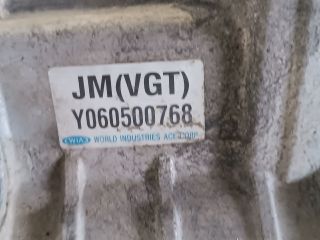 JM(VGT)
Y060500768
WIA WORLD INDUSTRIES ACE CORP